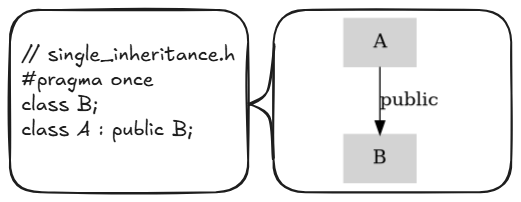 // single_inheritance.h
#pragma once
class B;
class A : public B;
A
public
B